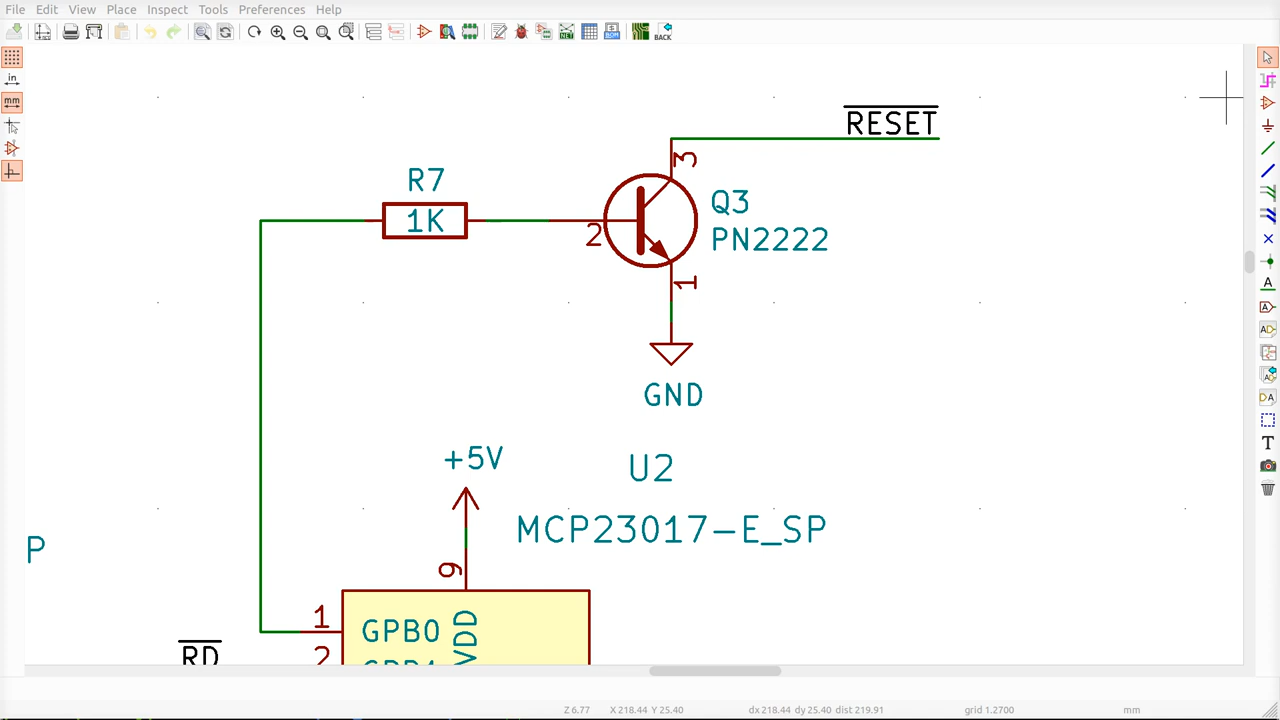 File Edit View Place Inspect Tools Preferences Help
NET
BOM
BACK
in
mm
RESET
3
R7
1K
2
Q3
PN2222
1
GND
+5V
U2
MCP23017-E_SP
P
9
1
GPB0
VDD
2
RD
A
T
Z 6.77 X 218.44 Y 25.40 dx 218.44 dy 25.40 dist 219.91 grid 1.2700 mm